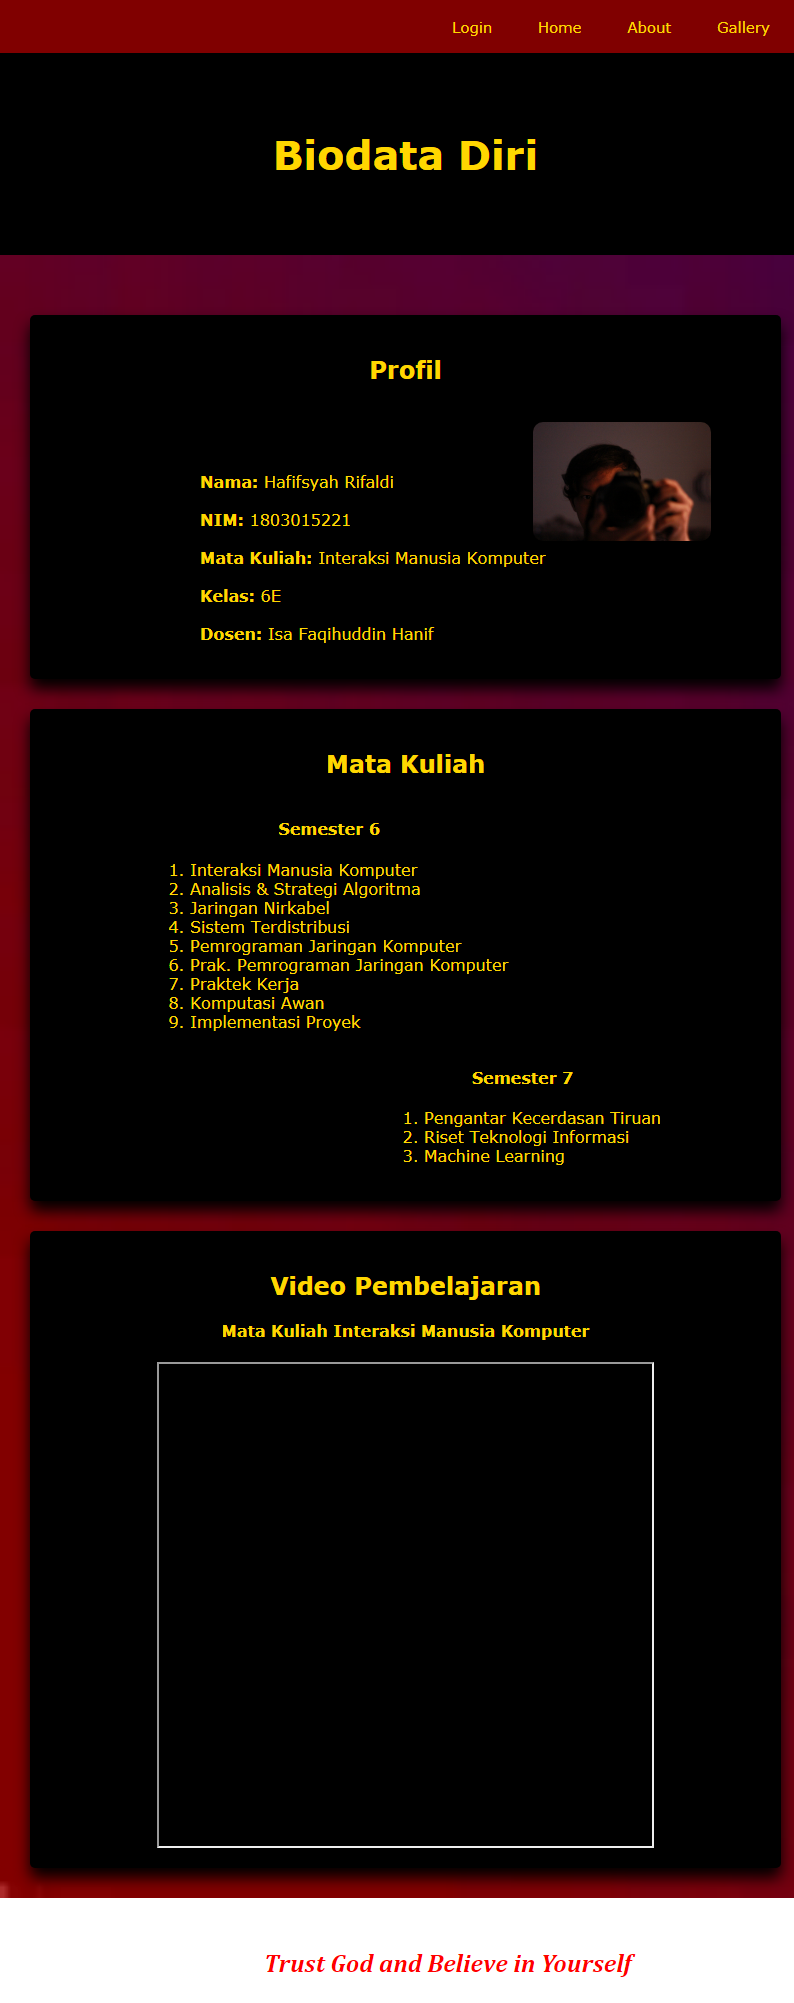 Login Home About Gallery
Biodata Diri
Profil
Nama: Hafifsyah Rifaldi
NIM: 1803015221
Mata Kuliah: Interaksi Manusia Komputer
Kelas: 6E
Dosen: Isa Faqihuddin Hanif
Mata Kuliah
Semester 6
1. Interaksi Manusia Komputer
2. Analisis & Strategi Algoritma
3. Jaringan Nirkabel
4. Sistem Terdistribusi
5. Pemrograman Jaringan Komputer
6. Prak. Pemrograman Jaringan Komputer
7. Praktek Kerja
8. Komputasi Awan
9. Implementasi Proyek
Semester 7
1. Pengantar Kecerdasan Tiruan
2. Riset Teknologi Informasi
3. Machine Learning
Video Pembelajaran
Mata Kuliah Interaksi Manusia Komputer
Trust God and Believe in Yourself